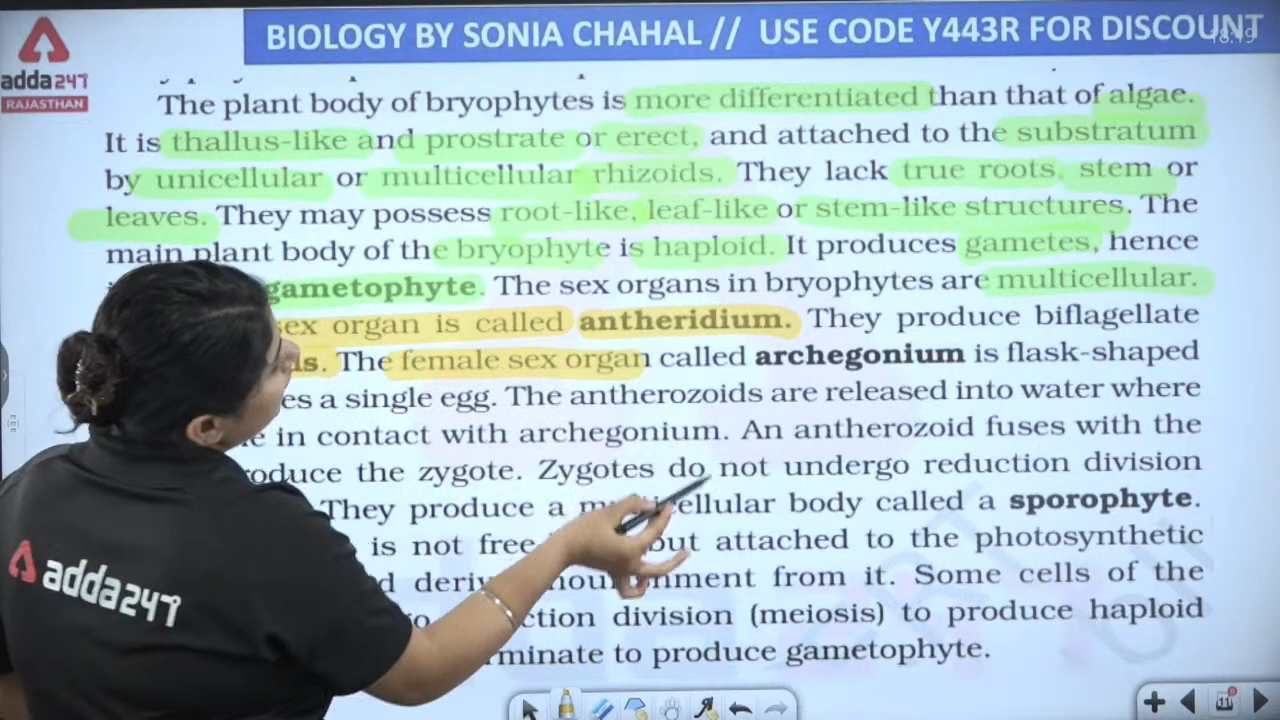 BIOLOGY BY SONIA CHAHAL // USE CODE Y443R FOR DISCOUNT
18:19
adda247
RAJASTHAN
The plant body of bryophytes is more differentiated than that of algae.
It is thallus-like and prostrate or erect, and attached to the substratum
by unicellular or multicellular rhizoids. They lack true roots, stem or
leaves. They may possess root-like, leaf-like or stem-like structures. The
main plant body of the bryophyte is haploid. It produces gametes, hence
gametophyte. The sex organs in bryophytes are multicellular.
sex organ is called antheridium. They produce biflagellate
The female sex organ called archegonium is flask-shaped
a single egg. The antherozoids are released into water where
in contact with archegonium. An antherozoid fuses with the
the zygote. Zygotes do not undergo reduction division
They produce a body called a sporophyte.
is not free but attached to the photosynthetic
from it. Some cells of the
division (meiosis) to produce haploid
to produce gametophyte.
adda247
11